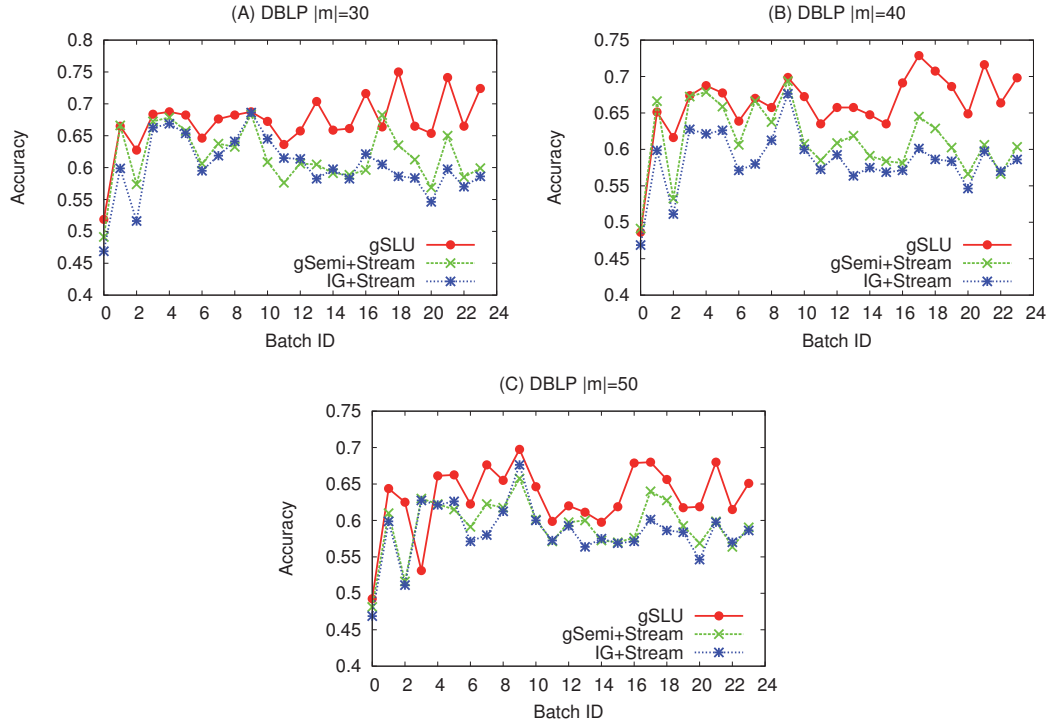 (A) DBLP |m|=30
0.8
0.75
0.7
0.65
0.6
0.55
0.5
0.45
0.4
Accuracy
gSLU
gSemi+Stream
IG+Stream
0 2 4 6 8 10 12 14 16 18 20 22 24
Batch ID
(B) DBLP |m|=40
0.75
0.7
0.65
0.6
0.55
0.5
0.45
0.4
Accuracy
gSLU
gSemi+Stream
IG+Stream
0 2 4 6 8 10 12 14 16 18 20 22 24
Batch ID
(C) DBLP |m|=50
0.75
0.7
0.65
0.6
0.55
0.5
0.45
0.4
Accuracy
gSLU
gSemi+Stream
IG+Stream
0 2 4 6 8 10 12 14 16 18 20 22 24
Batch ID